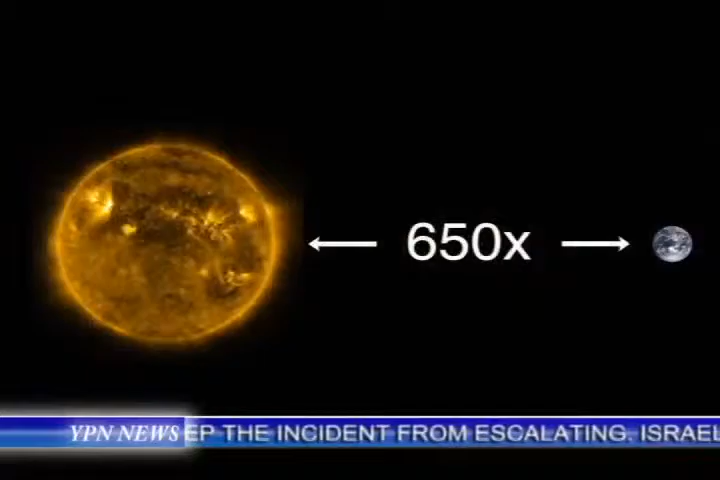 650x
YPN NEWS
EP THE INCIDENT FROM ESCALATING. ISRAEL